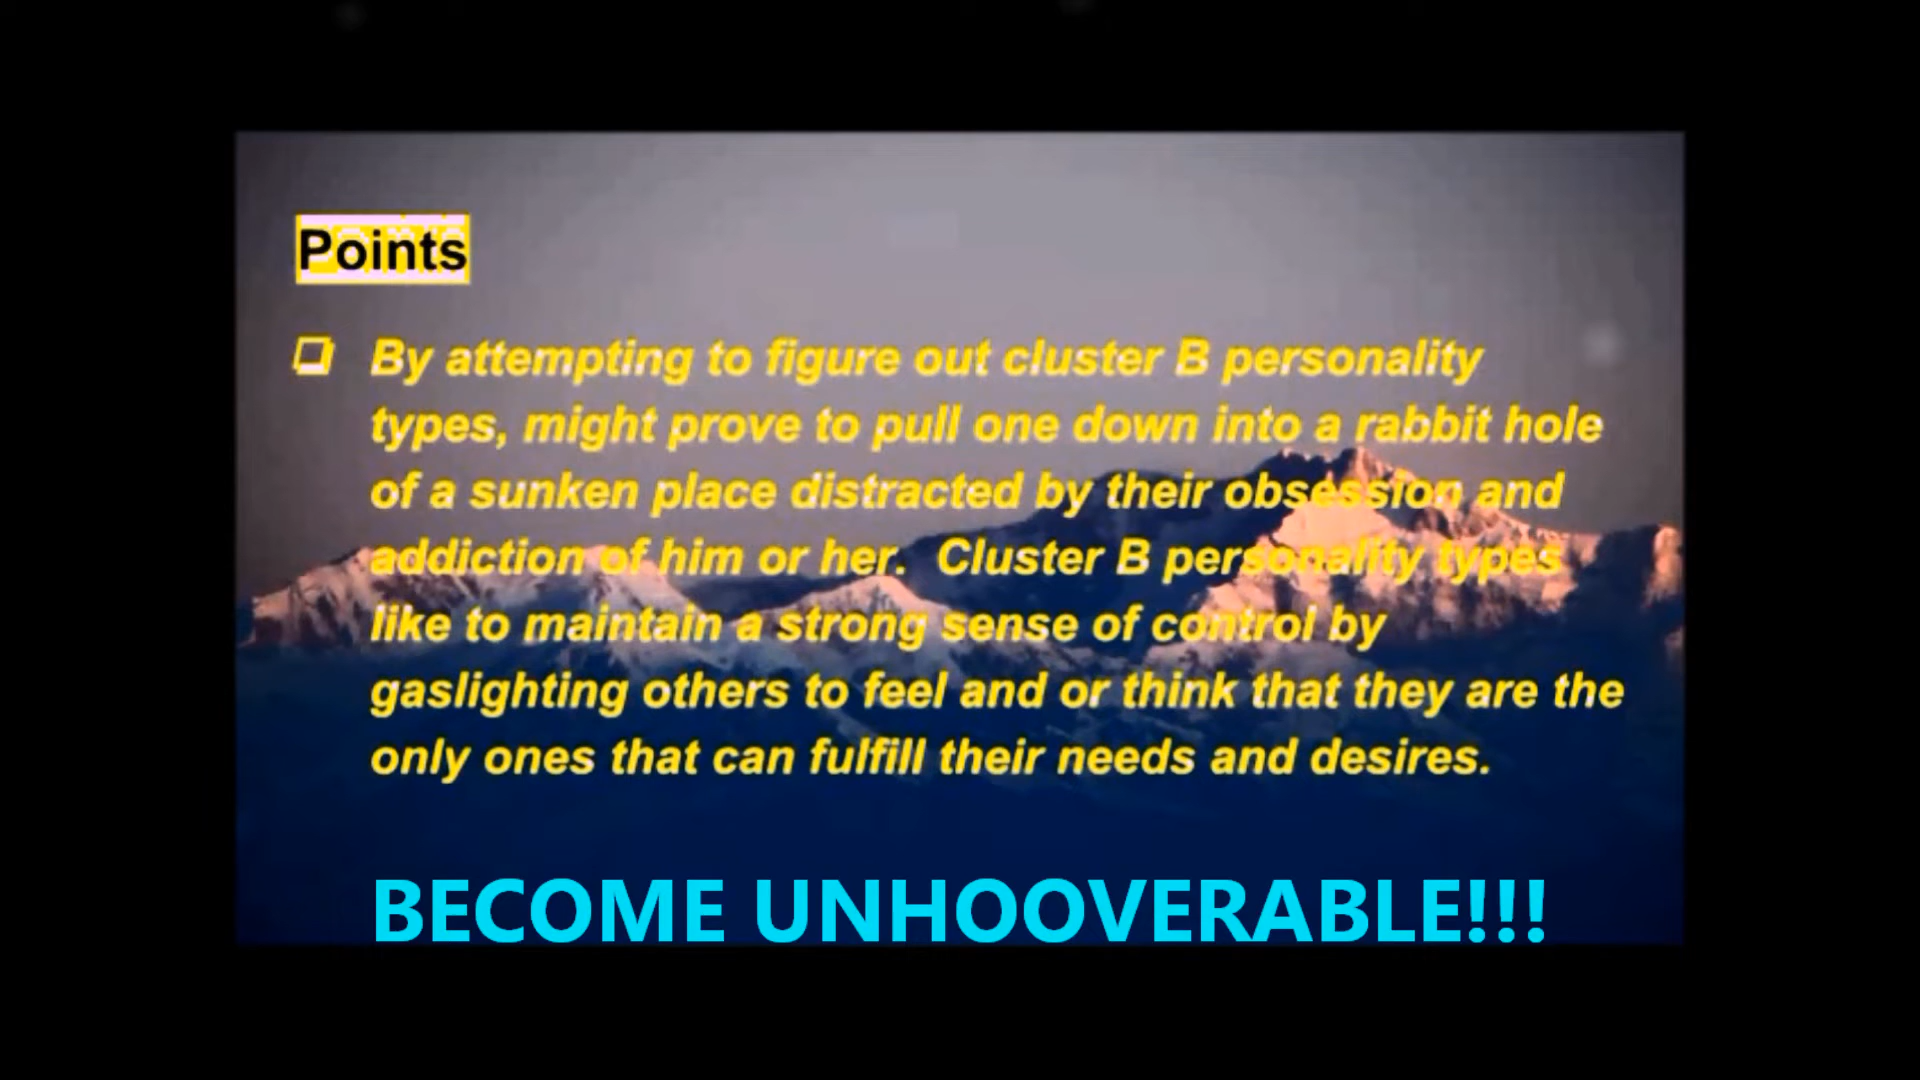 Points
By attempting to figure out cluster B personality
types, might prove to pull one down into a rabbit hole
of a sunken place distracted by their obsession and
addiction of him or her. Cluster B personality types
like to maintain a strong sense of control by
gaslighting others to feel and or think that they are the
only ones that can fulfill their needs and desires.
BECOME UNHOOVERABLE!!!